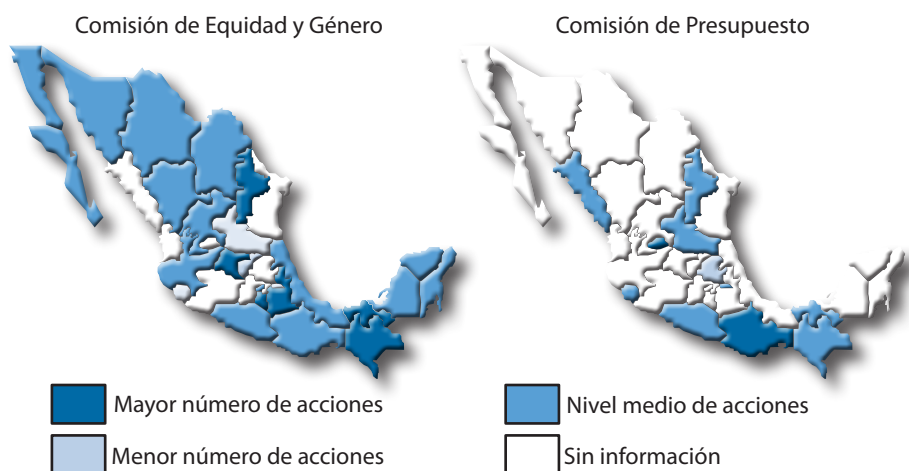 Comisión de Equidad y Género
Comisión de Presupuesto
Mayor número de acciones
Nivel medio de acciones
Menor número de acciones
Sin información